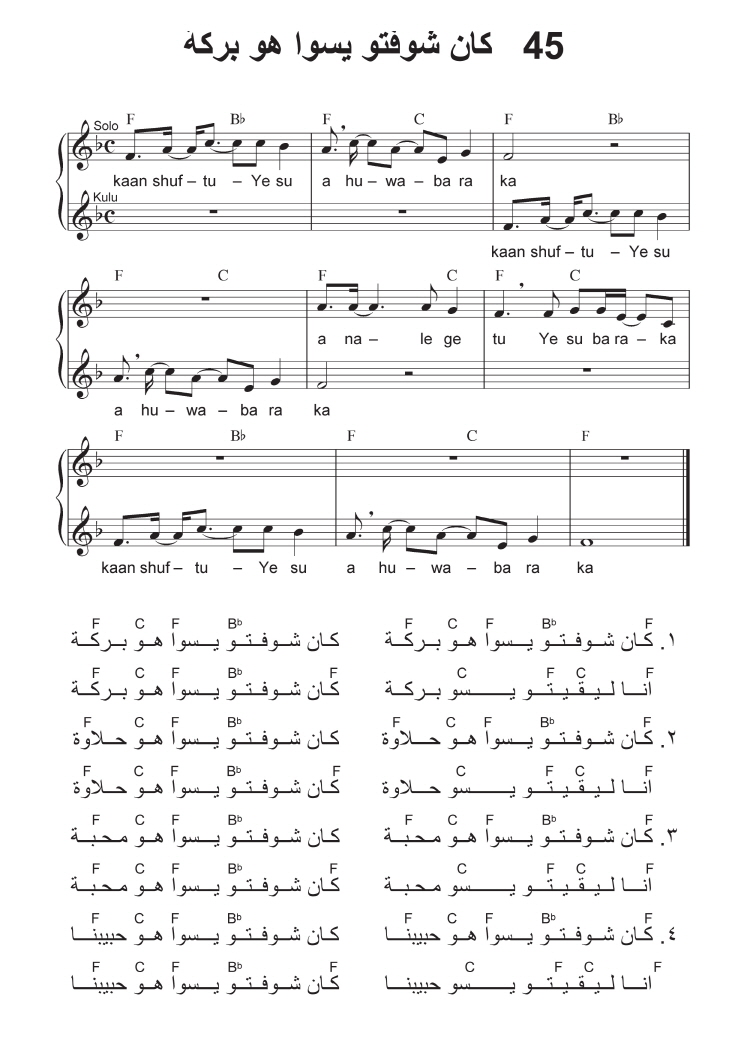 45 كان شوفتو يسوا هو بركة
F B♭ F C F B♭
Solo
kaan shuf – tu – Ye su a hu – wa – ba ra ka
Kulu
kaan shuf – tu – Ye su
F C F C F C
a na – le ge tu Ye su ba ra – ka
a hu – wa – ba ra ka
F B♭ F C F
kaan shuf – tu – Ye su a hu – wa – ba ra ka
F C F Bb F C F Bb F
١. كان شوفتو يسوا هو بركة كان شوفتو يسوا هو بركة
F C F Bb F C F C F
انا ليقيتو يسو بركة كان شوفتو يسوا هو بركة
F C F Bb F C F Bb F
٢. كان شوفتو يسوا هو حلاوة كان شوفتو يسوا هو حلاوة
F C F Bb F C F C F
انا ليقيتو يسو حلاوة كان شوفتو يسوا هو حلاوة
F C F Bb F C F Bb F
٣. كان شوفتو يسوا هو محبة كان شوفتو يسوا هو محبة
F C F Bb F C F C F
انا ليقيتو يسو محبة كان شوفتو يسوا هو محبة
F C F Bb F C F Bb F
٤. كان شوفتو يسوا هو حبيبنا كان شوفتو يسوا هو حبيبنا
F C F Bb F C F C F
انا ليقيتو يسو حبيبنا كان شوفتو يسوا هو حبيبنا